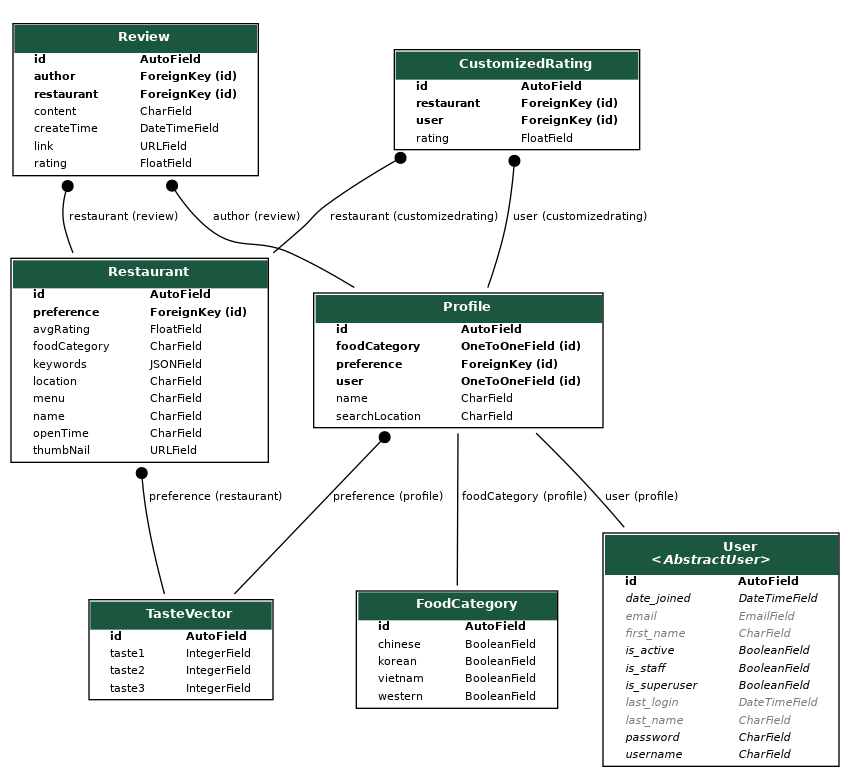 Review
id AutoField
author ForeignKey (id)
restaurant ForeignKey (id)
content CharField
createTime DateTimeField
link URLField
rating FloatField
CustomizedRating
id AutoField
restaurant ForeignKey (id)
user ForeignKey (id)
rating FloatField
restaurant (review)
author (review)
restaurant (customizedrating)
user (customizedrating)
Restaurant
id AutoField
preference ForeignKey (id)
avgRating FloatField
foodCategory CharField
keywords JSONField
location CharField
menu CharField
name CharField
openTime CharField
thumbNail URLField
Profile
id AutoField
foodCategory OneToOneField (id)
preference ForeignKey (id)
user OneToOneField (id)
name CharField
searchLocation CharField
preference (restaurant)
preference (profile)
foodCategory (profile)
user (profile)
TasteVector
id AutoField
taste1 IntegerField
taste2 IntegerField
taste3 IntegerField
FoodCategory
id AutoField
chinese BooleanField
korean BooleanField
vietnam BooleanField
western BooleanField
User
<AbstractUser>
id AutoField
date_joined DateTimeField
email EmailField
first_name CharField
is_active BooleanField
is_staff BooleanField
is_superuser BooleanField
last_login DateTimeField
last_name CharField
password CharField
username CharField